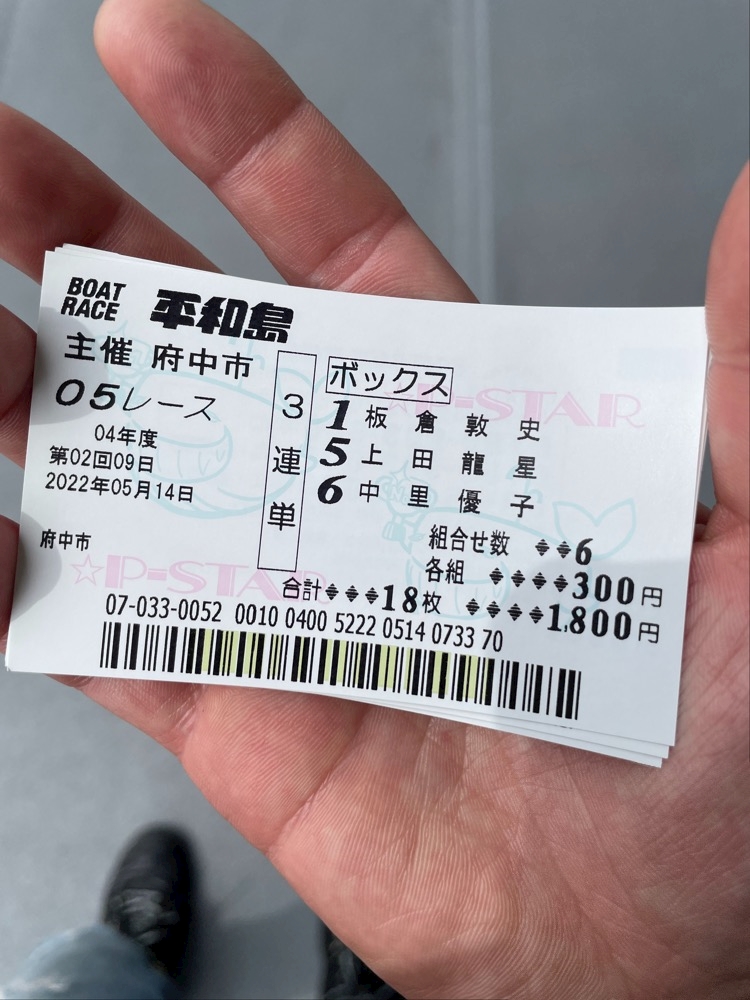 BOAT
RACE
平和島
主催 府中市
05レース
04年度
第02回09日
2022年05月14日
府中市
3連単
ボックス
1 板倉敦史
5 上田龍星
6 中里優子
組合せ数 ♦♦6
各組 ♦♦♦♦300円
合計♦♦♦18枚 ♦♦♦♦1,800円
☆P-STAR
☆P-STAR
07-033-0052 0010 0400 5222 0514 0733 70